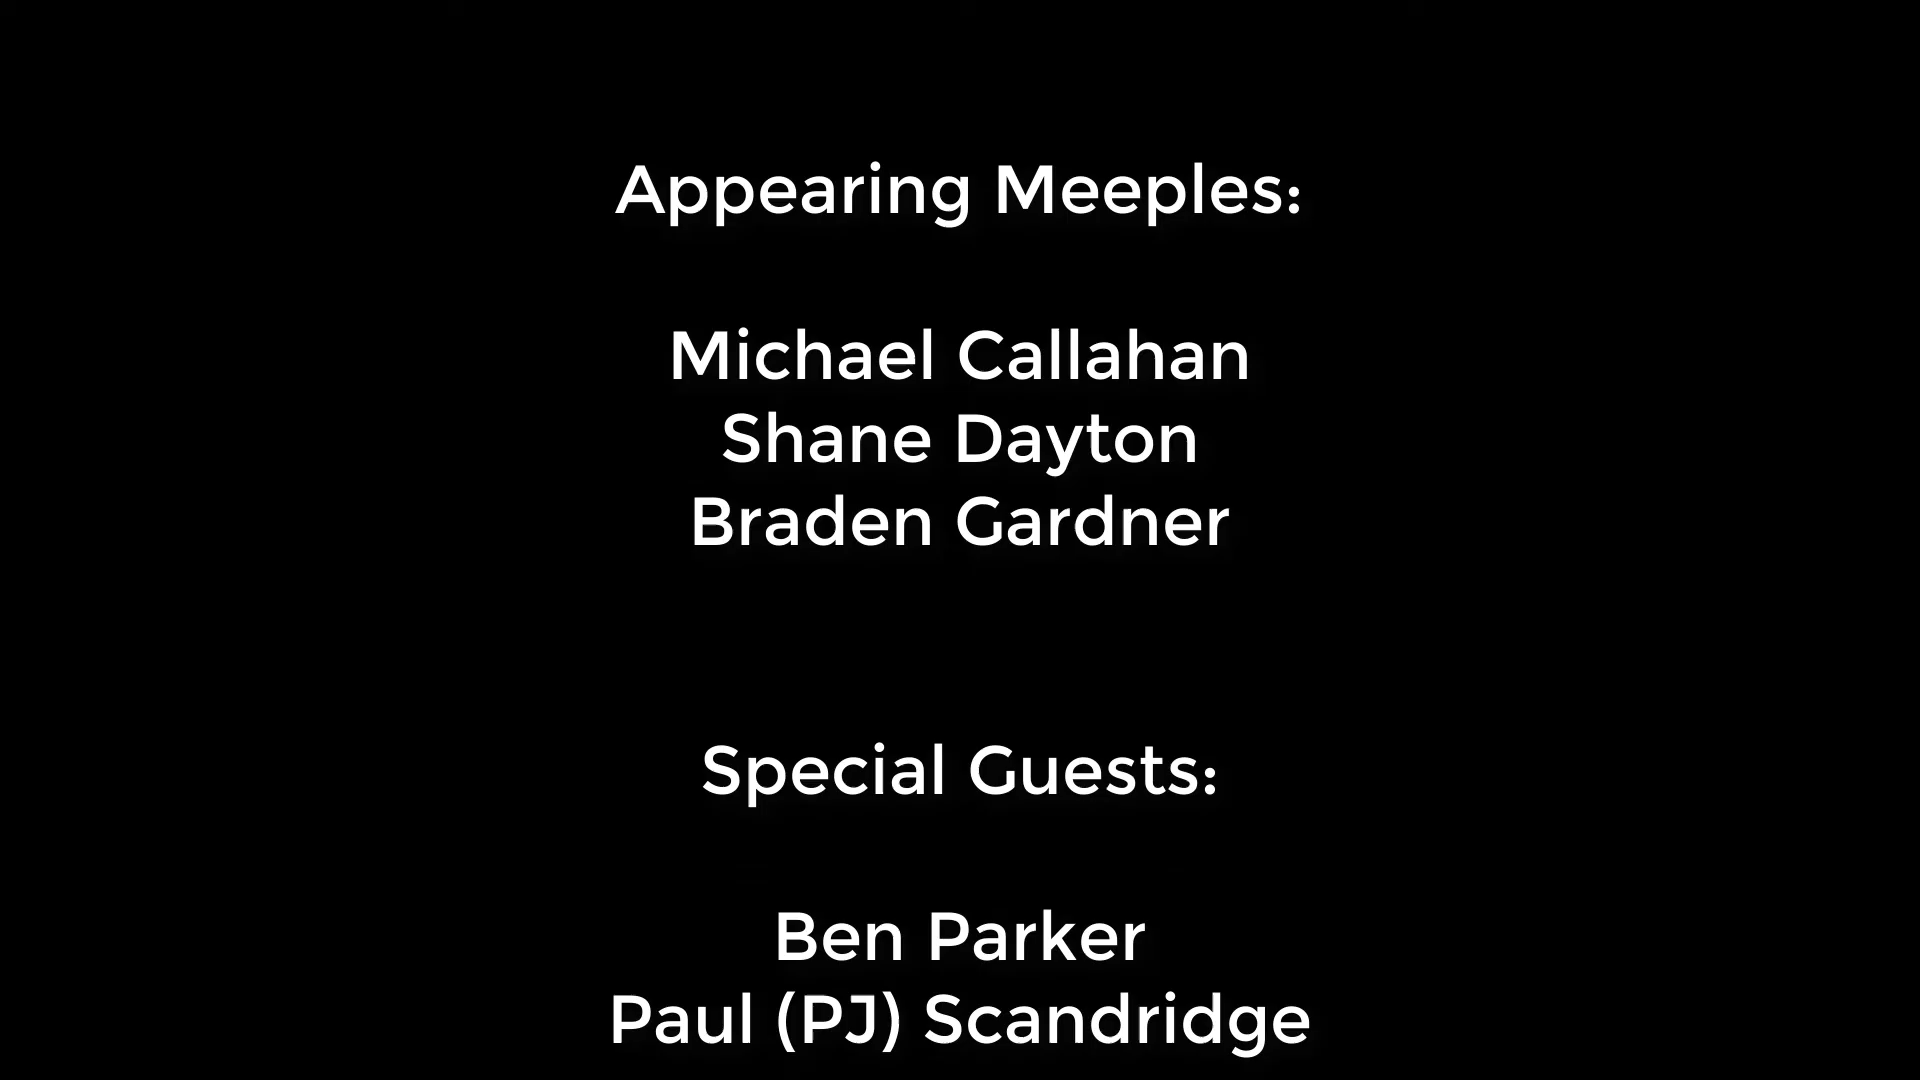 Appearing Meeples:
Michael Callahan
Shane Dayton
Braden Gardner
Special Guests:
Ben Parker
Paul (PJ) Scandridge